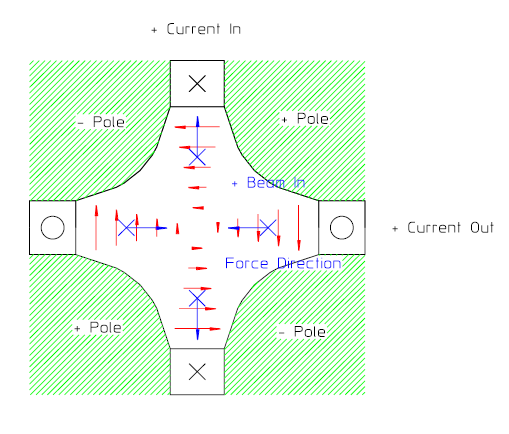 + Current In
- Pole
+ Pole
+ Beam In
+ Current Out
Force Direction
+ Pole
- Pole